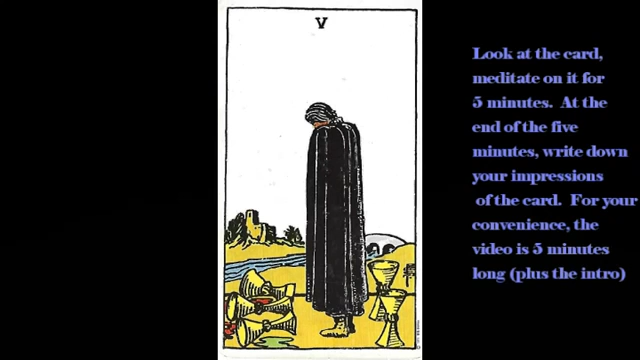 V
Look at the card,
meditate on it for
5 minutes.  At the
end of the five
minutes, write down
your impressions
of the card.  For your
convenience, the
video is 5 minutes
long (plus the intro)